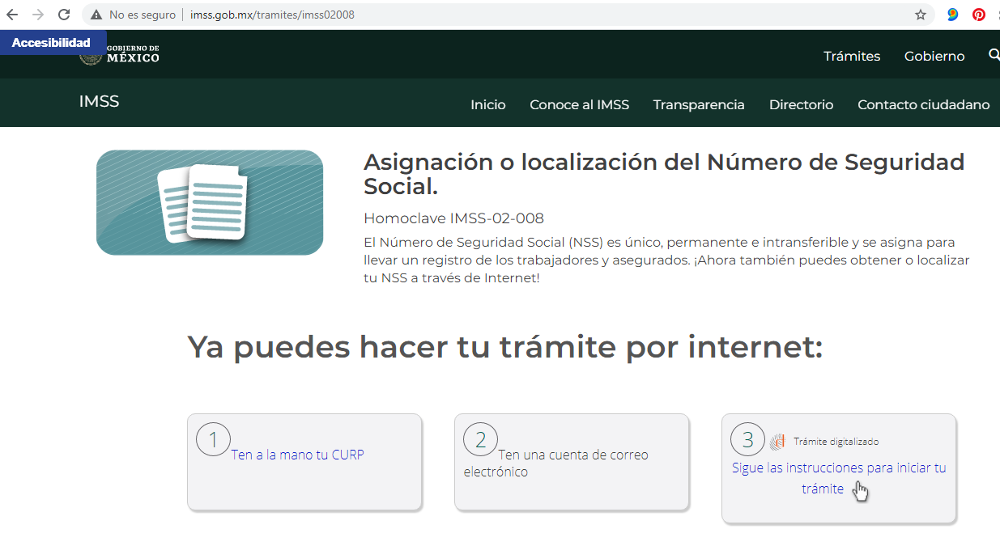 No es seguro imss.gob.mx/tramites/imss02008
Accesibilidad
GOBIERNO DE
MÉXICO
Trámites Gobierno
IMSS
Inicio Conoce al IMSS Transparencia Directorio Contacto ciudadano
Asignación o localización del Número de Seguridad
Social.
Homoclave IMSS-02-008
El Número de Seguridad Social (NSS) es único, permanente e intransferible y se asigna para
llevar un registro de los trabajadores y asegurados. ¡Ahora también puedes obtener o localizar
tu NSS a través de Internet!
Ya puedes hacer tu trámite por internet:
1
Ten a la mano tu CURP
2
Ten una cuenta de correo
electrónico
3 Trámite digitalizado
Sigue las instrucciones para iniciar tu
trámite